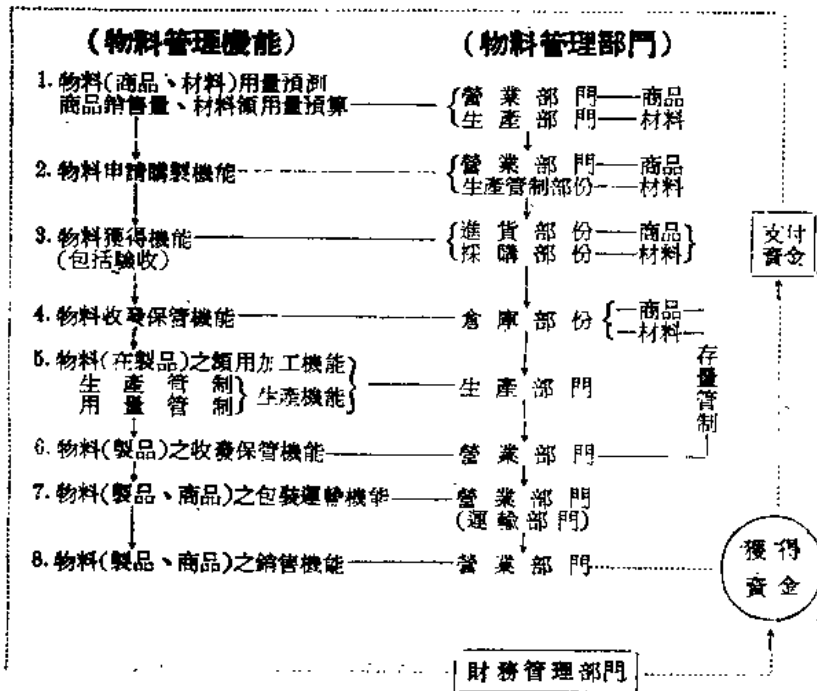 (物料管理機能)
(物料管理部門)
1. 物料(商品、材料)用量預測
商品銷售量、材料領用量預算
營業部門——商品
生產部門——材料
2. 物料申請購製機能
營業部門——商品
生產管制部份—材料
3. 物料獲得機能
(包括驗收)
進貨部份—商品
採購部份—材料
4. 物料收發保管機能
倉庫部份
—商品—
—材料—
存量管制
5. 物料(在製品)之領用加工機能
生產管制
用量管制
生產機能
生產部門
6. 物料(製品)之收發保管機能
營業部門
7. 物料(製品、商品)之包裝運輸機能
營業部門
(運輸部門)
8. 物料(製品、商品)之銷售機能
營業部門
支付
資金
獲得
資金
財務管理部門